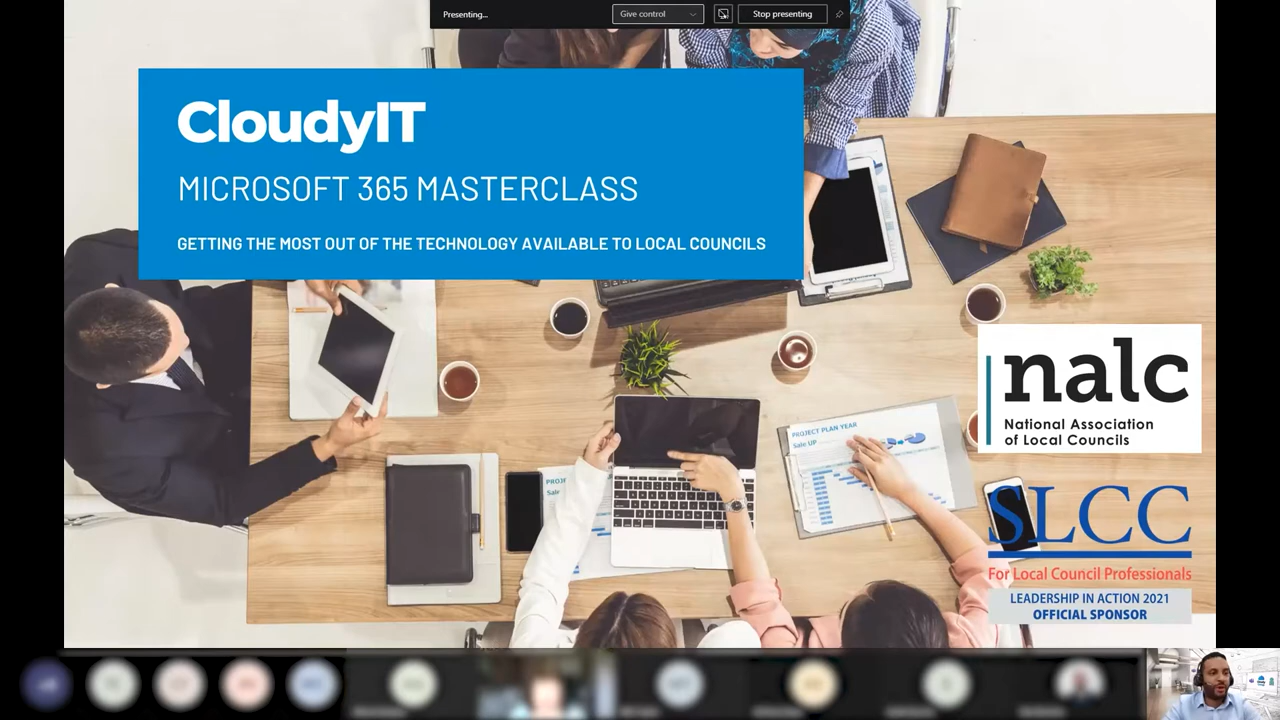 Presenting...
Give control
Stop presenting
CloudyIT
MICROSOFT 365 MASTERCLASS
GETTING THE MOST OUT OF THE TECHNOLOGY AVAILABLE TO LOCAL COUNCILS
nalc
National Association
of Local Councils
PROJECT PLAN YEAR
Sale UP
SLCC
For Local Council Professionals
LEADERSHIP IN ACTION 2021
OFFICIAL SPONSOR